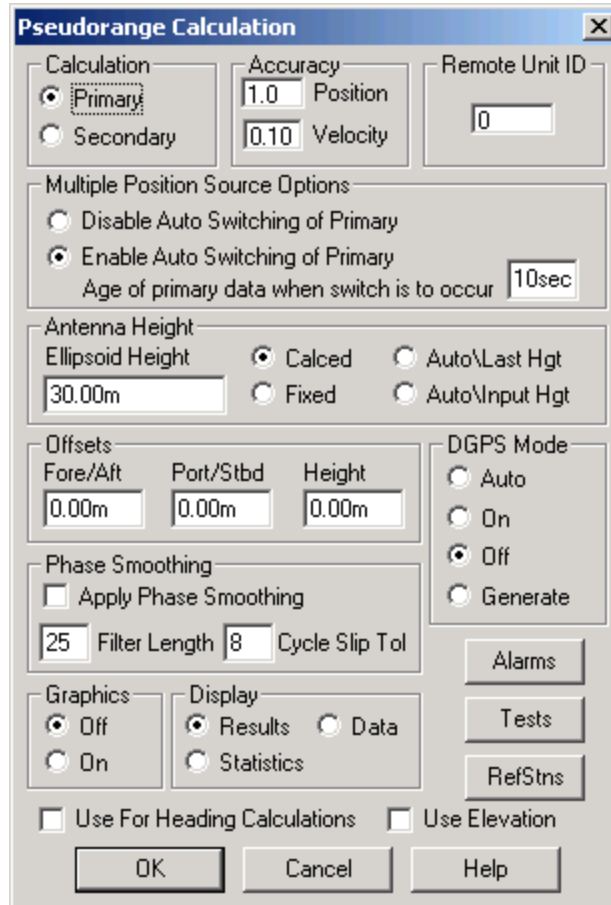 Pseudorange Calculation
Calculation
Primary
Secondary
Accuracy
1.0 Position
0.10 Velocity
Remote Unit ID
0
Multiple Position Source Options
Disable Auto Switching of Primary
Enable Auto Switching of Primary
Age of primary data when switch is to occur 10sec
Antenna Height
Ellipsoid Height
30.00m
Calced
Fixed
Auto\Last Hgt
Auto\Input Hgt
Offsets
Fore/Aft Port/Stbd Height
0.00m 0.00m 0.00m
DGPS Mode
Auto
On
Off
Generate
Phase Smoothing
Apply Phase Smoothing
25 Filter Length 8 Cycle Slip Tol
Alarms
Tests
RefStns
Graphics
Off
On
Display
Results Data
Statistics
Use For Heading Calculations Use Elevation
OK Cancel Help